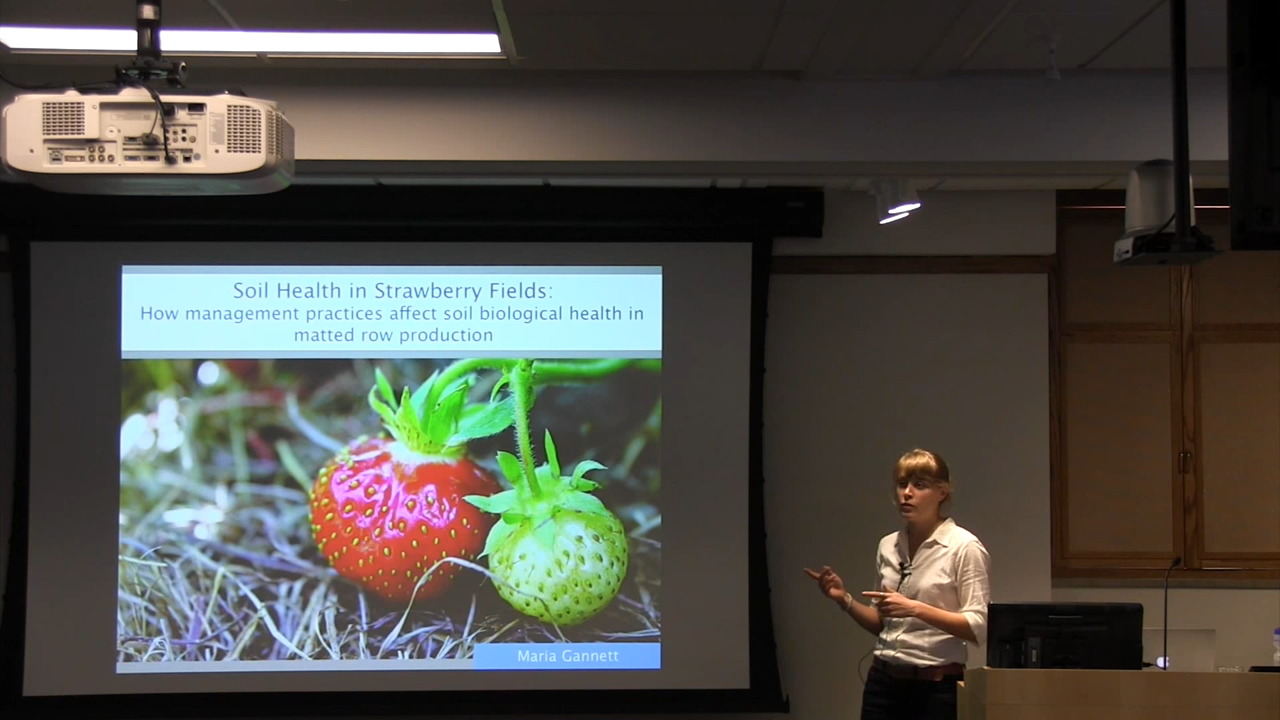 Soil Health in Strawberry Fields:
How management practices affect soil biological health in
matted row production
Maria Gannett